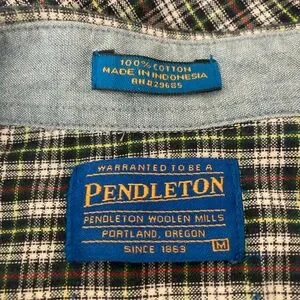 100% COTTON
MADE IN INDONESIA
RN#29685
WARRANTED TO BE A
PENDLETON
PENDLETON WOOLEN MILLS
PORTLAND, OREGON
SINCE 1863
M